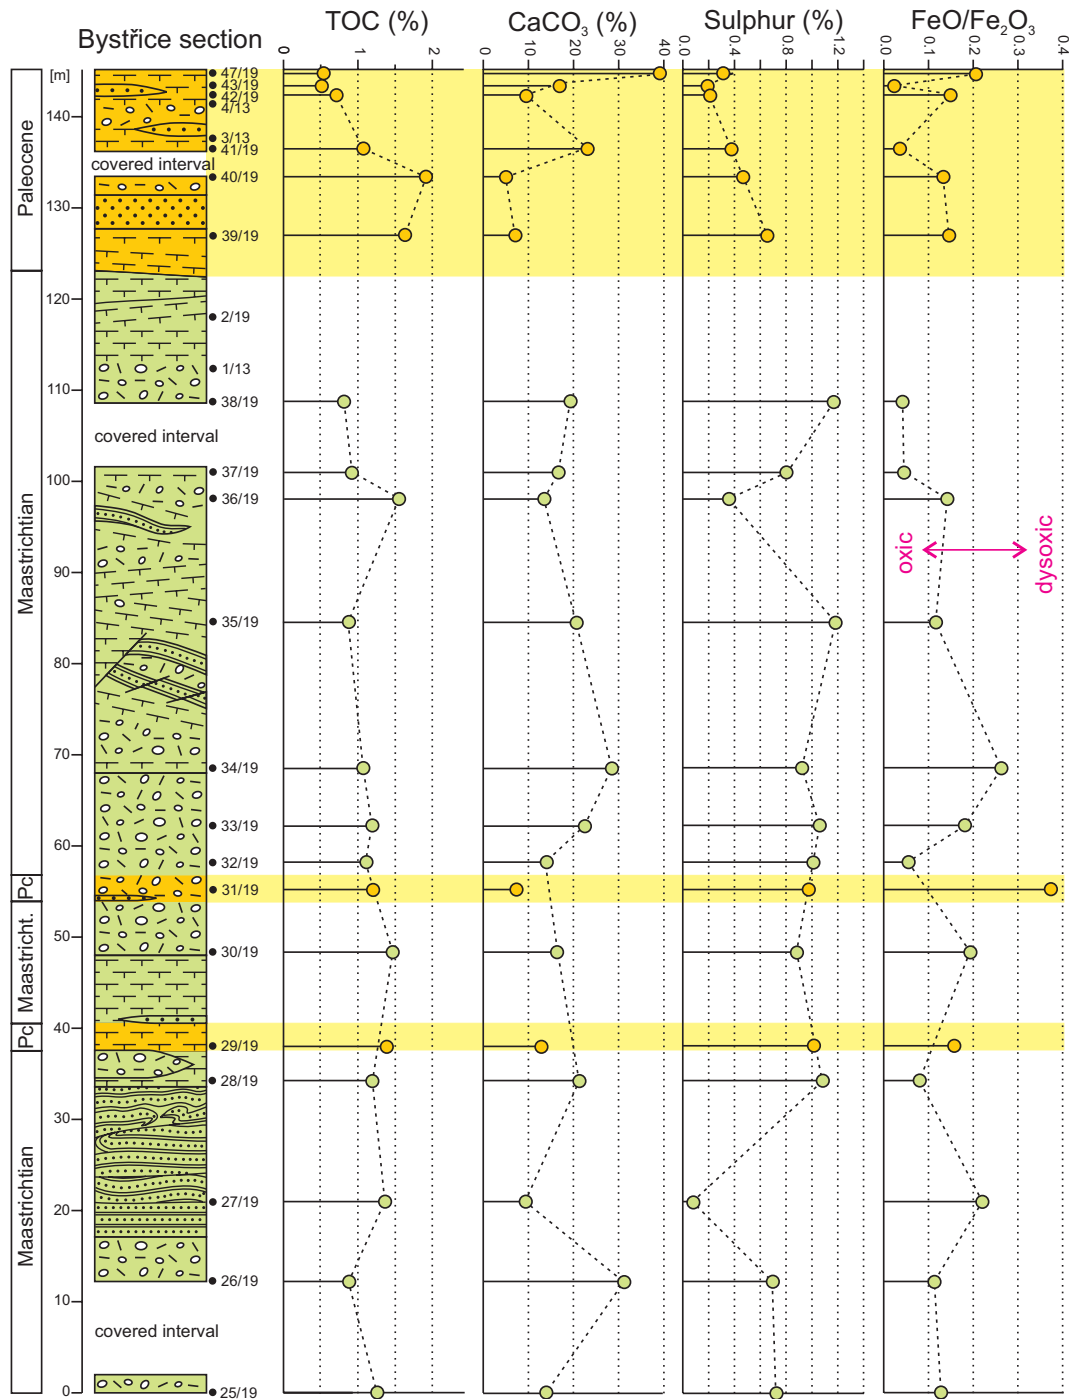 Bystřice section
TOC (%)
CaCO3 (%)
Sulphur (%)
FeO/Fe2O3
0 1 2
0 10 20 30 40
0.0 0.4 0.8 1.2
0.0 0.1 0.2 0.3 0.4
[m]
47/19
43/19
42/19
4/13
140
3/13
41/19
covered interval
40/19
Paleocene
130
39/19
120
2/19
1/13
110
38/19
covered interval
37/19
100
36/19
Maastrichtian
oxic
dysoxic
90
35/19
80
70
34/19
33/19
60
32/19
Pc
31/19
50
30/19
Maastricht.
40
Pc
29/19
28/19
30
27/19
20
Maastrichtian
26/19
10
covered interval
0
25/19